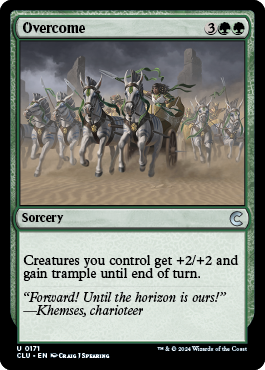 Overcome 3
Sorcery
Creatures you control get +2/+2 and
gain trample until end of turn.
“Forward! Until the horizon is ours!”
—Khemses, charioteer
U 0171
CLU • EN Craig J Spearing
™ & © 2024 Wizards of the Coast